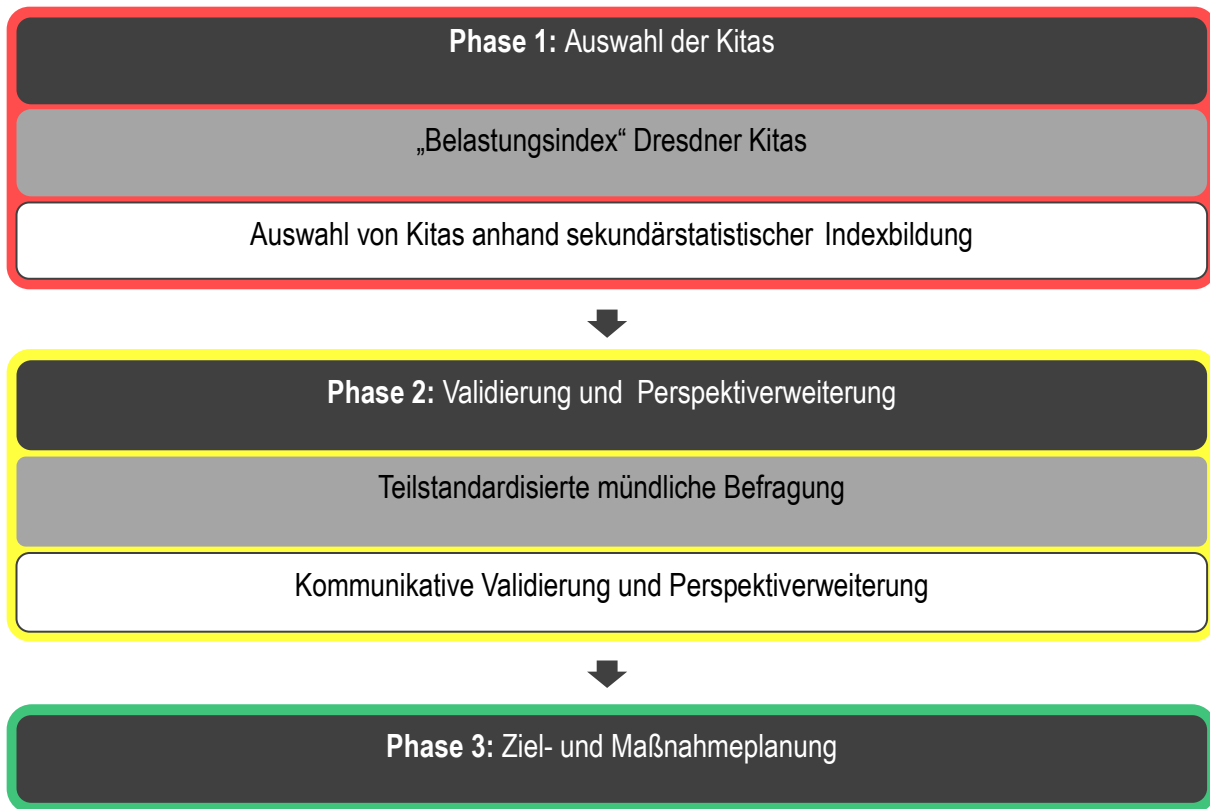 Phase 1: Auswahl der Kitas
„Belastungsindex“ Dresdner Kitas
Auswahl von Kitas anhand sekundärstatistischer Indexbildung
Phase 2: Validierung und Perspektiverweiterung
Teilstandardisierte mündliche Befragung
Kommunikative Validierung und Perspektiverweiterung
Phase 3: Ziel- und Maßnahmeplanung